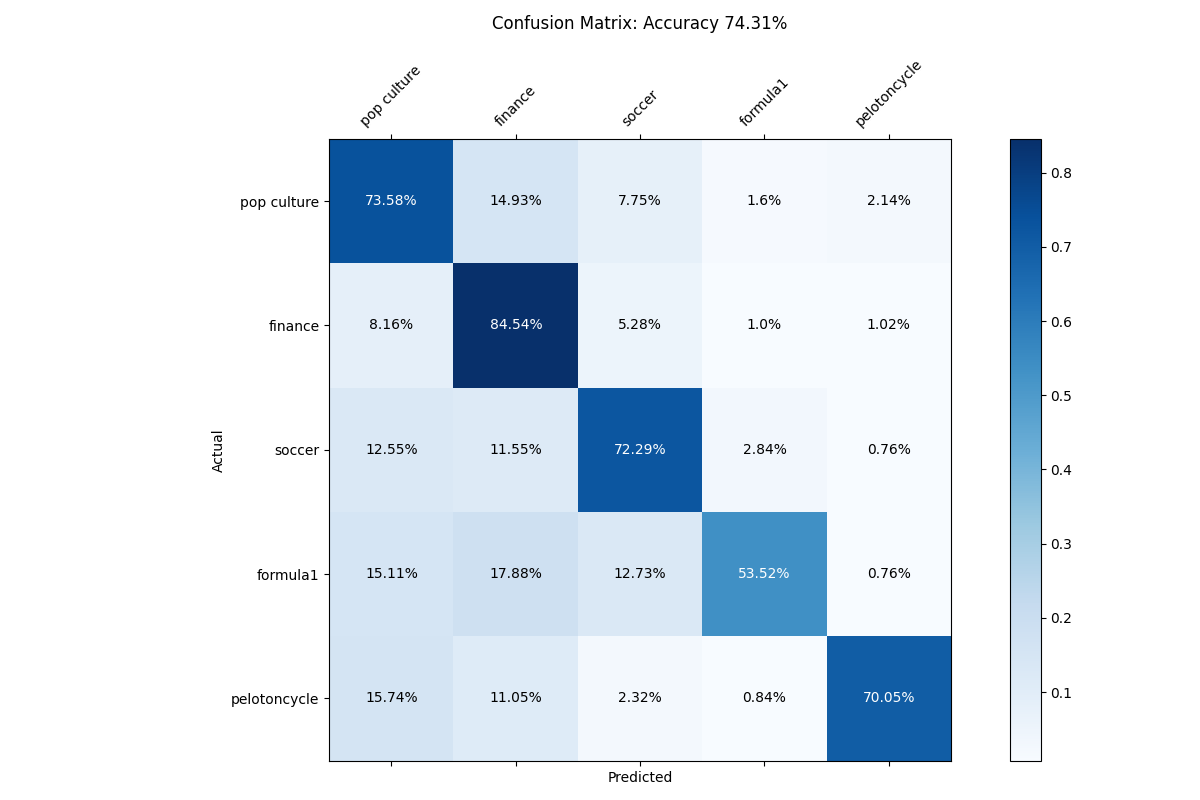 Confusion Matrix: Accuracy 74.31%
pop culture finance soccer formula1 pelotoncycle
pop culture 73.58% 14.93% 7.75% 1.6% 2.14%
finance 8.16% 84.54% 5.28% 1.0% 1.02%
soccer 12.55% 11.55% 72.29% 2.84% 0.76%
formula1 15.11% 17.88% 12.73% 53.52% 0.76%
pelotoncycle 15.74% 11.05% 2.32% 0.84% 70.05%
Actual
Predicted
0.8
0.7
0.6
0.5
0.4
0.3
0.2
0.1